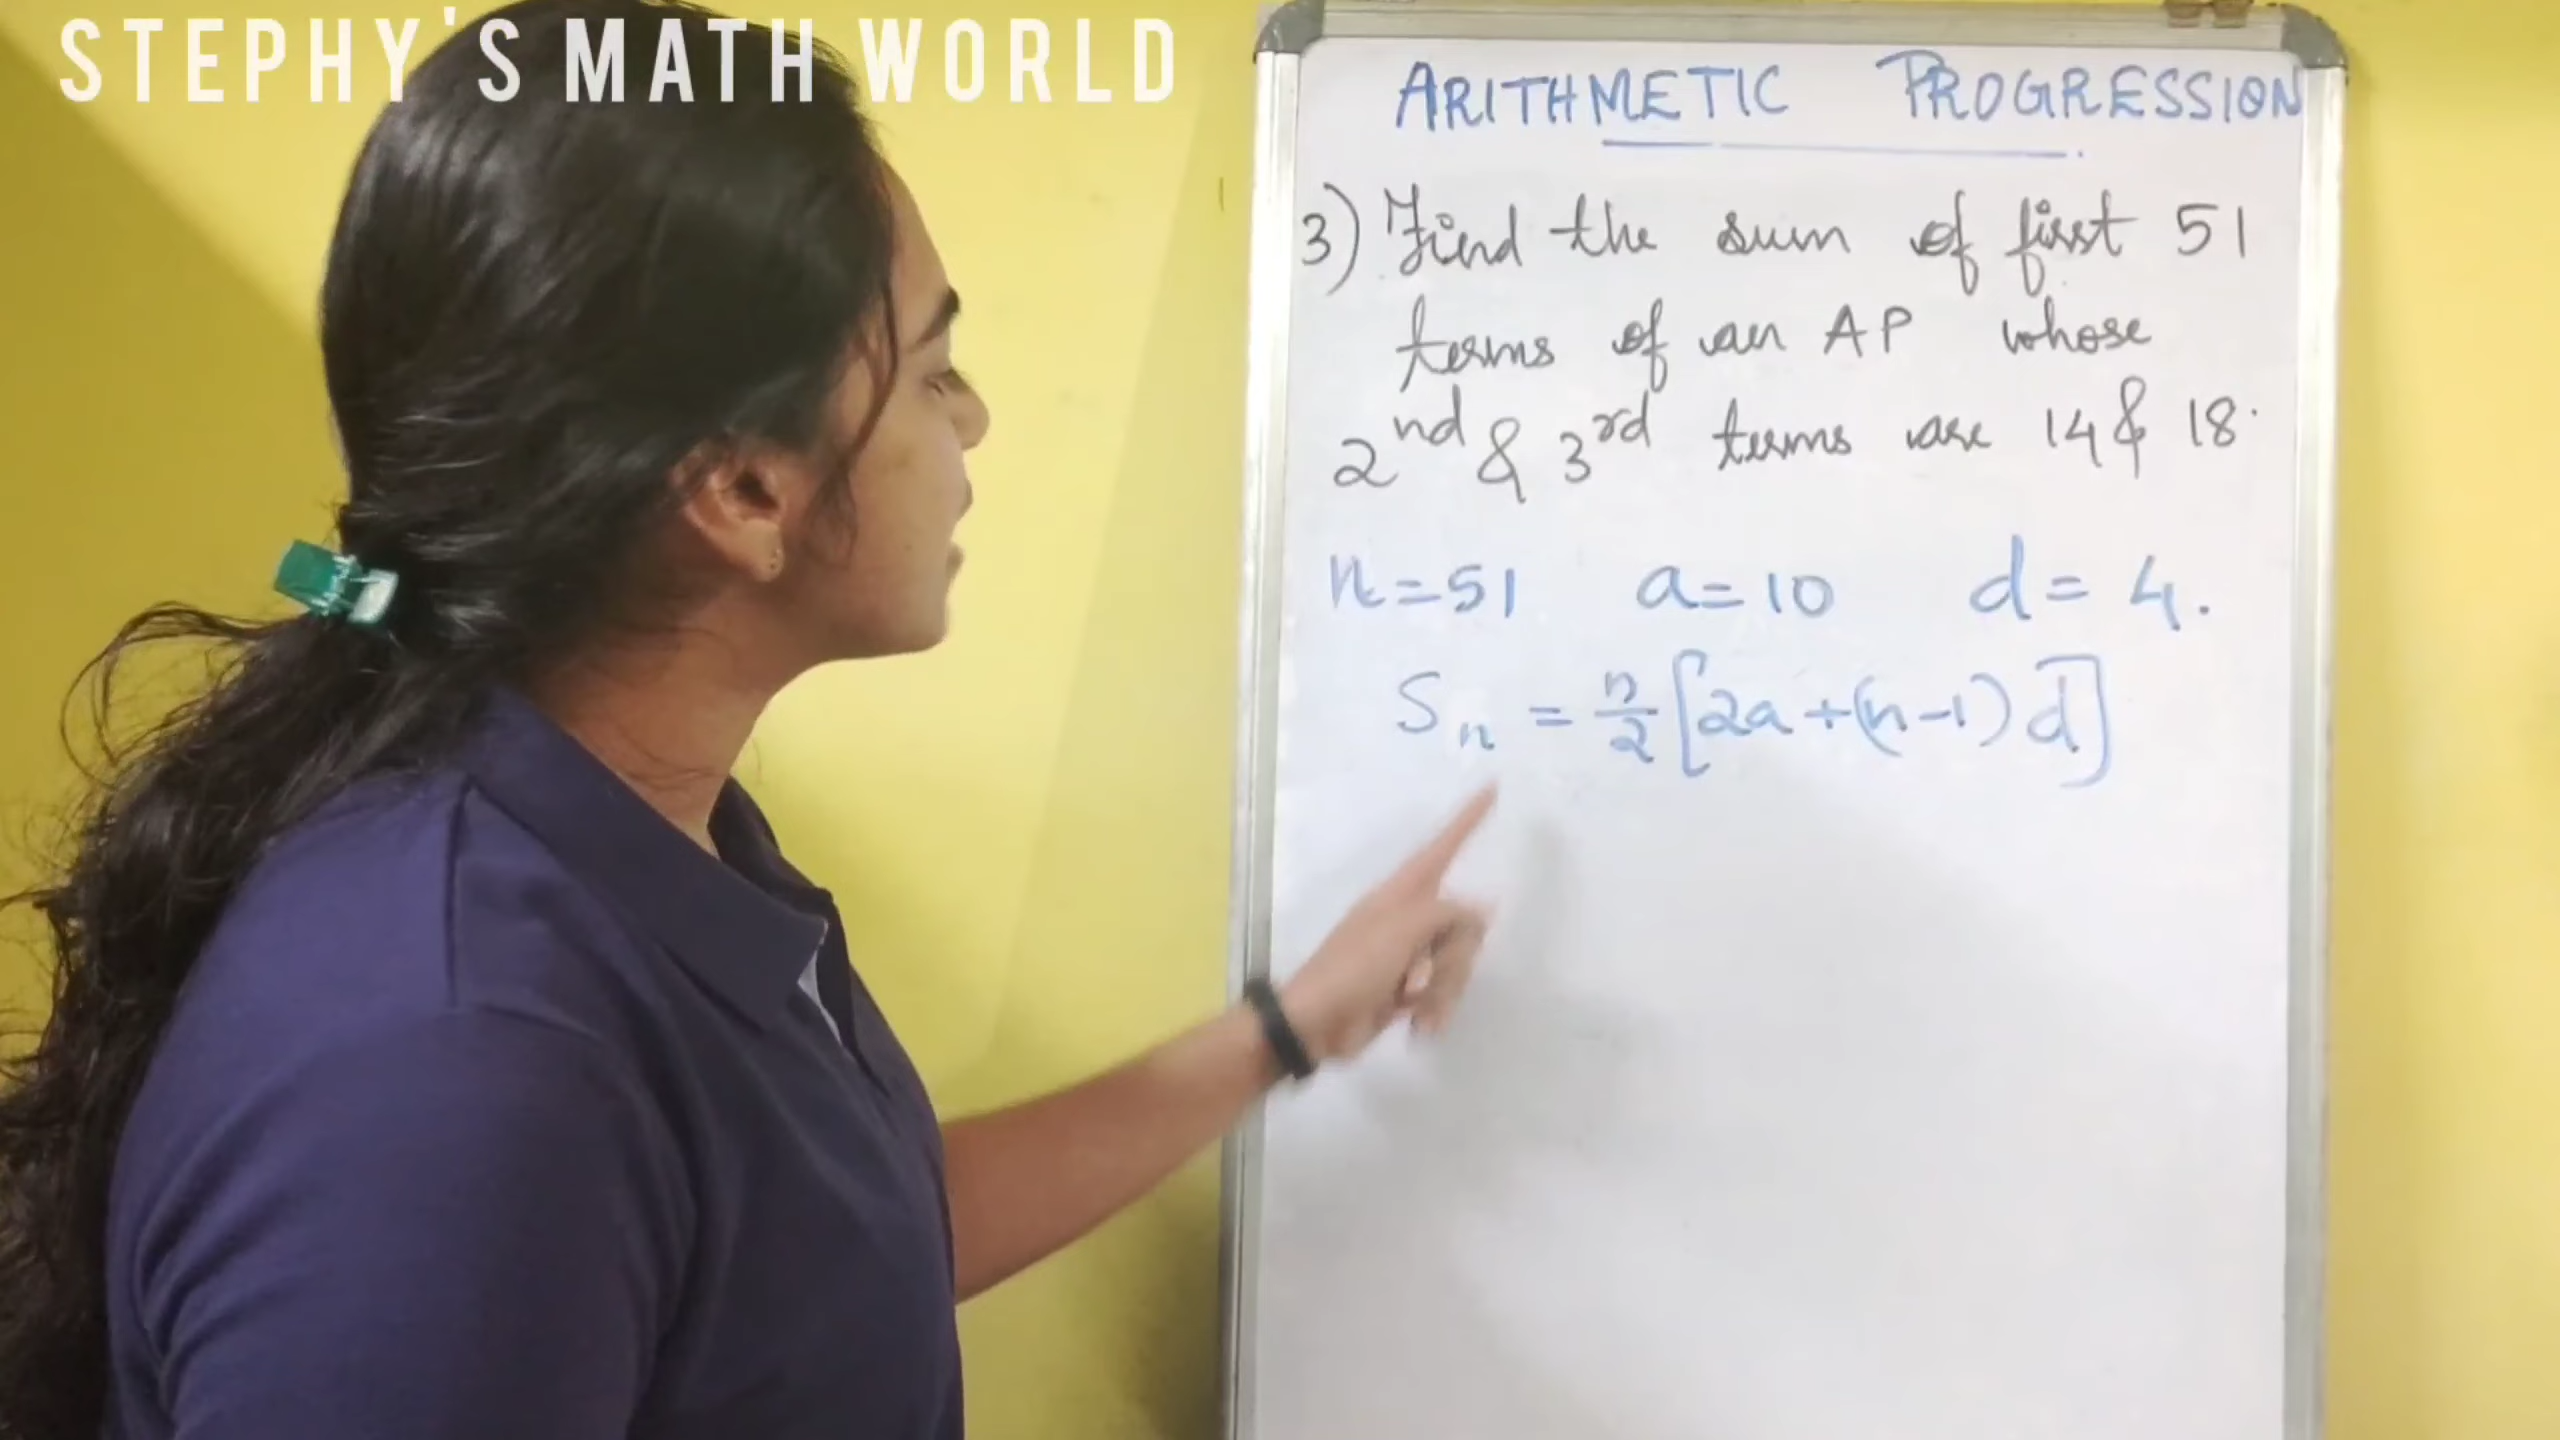 STEPHY'S MATH WORLD
ARITHMETIC PROGRESSION
3) Find the sum of first 51
terms of an AP whose
2nd & 3rd terms are 14 & 18.
n=51 a=10 d=4.
Sn = n/2 [2a+(n-1)d]